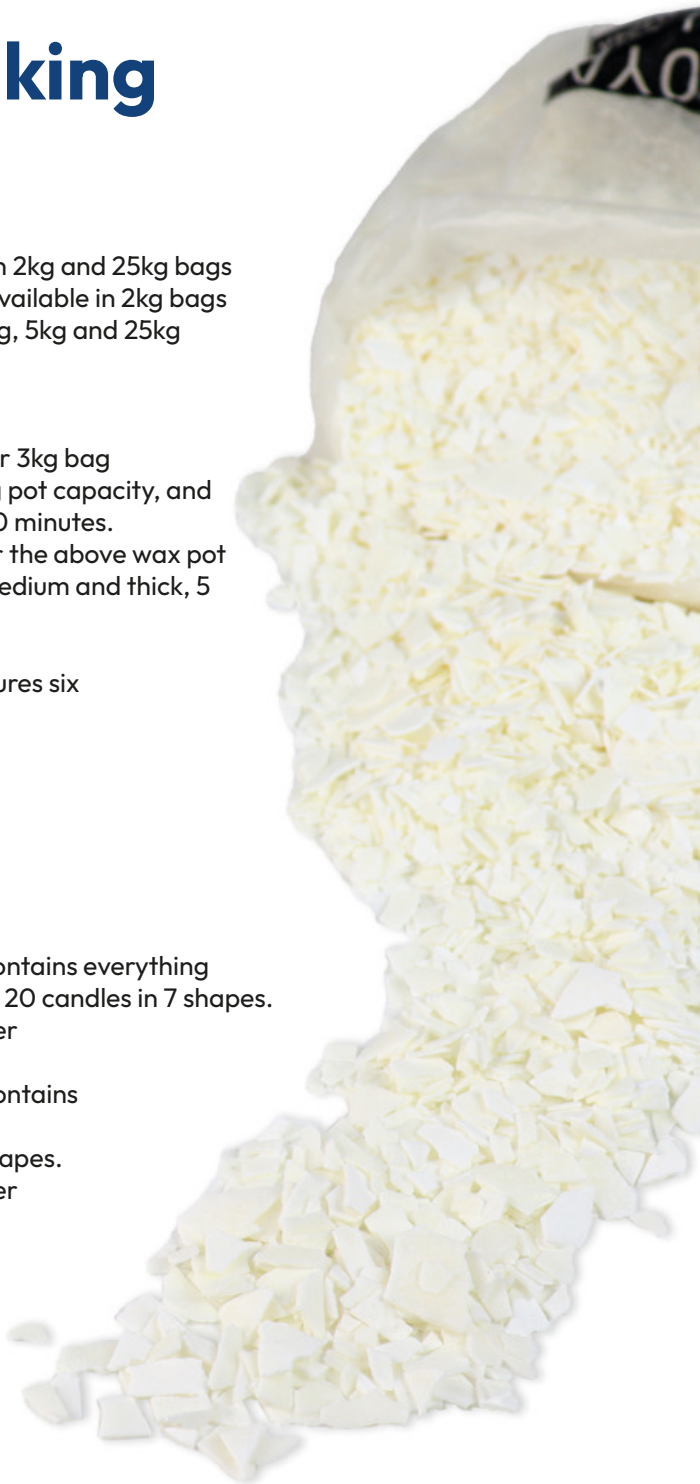 king
n 2kg and 25kg bags
vailable in 2kg bags
g, 5kg and 25kg
r 3kg bag
pot capacity, and
0 minutes.
r the above wax pot
edium and thick, 5
ures six
ontains everything
20 candles in 7 shapes.
er
ontains
apes.
er